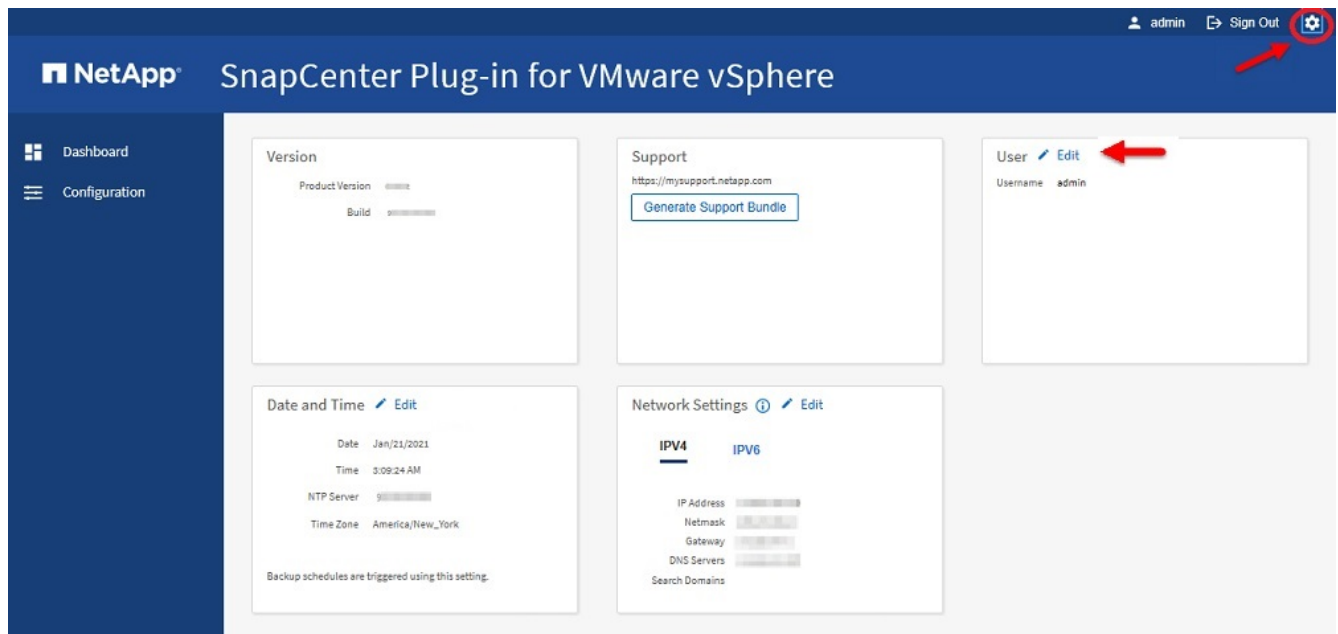 admin Sign Out
NetApp®
SnapCenter Plug-in for VMware vSphere
Dashboard
Configuration
Version
Product Version
Build
Support
https://mysupport.netapp.com
Generate Support Bundle
User Edit
Username admin
Date and Time Edit
Date Jan/21/2021
Time 3:09:24 AM
NTP Server
Time Zone America/New_York
Backup schedules are triggered using this setting.
Network Settings Edit
IPV4 IPV6
IP Address
Netmask
Gateway
DNS Servers
Search Domains